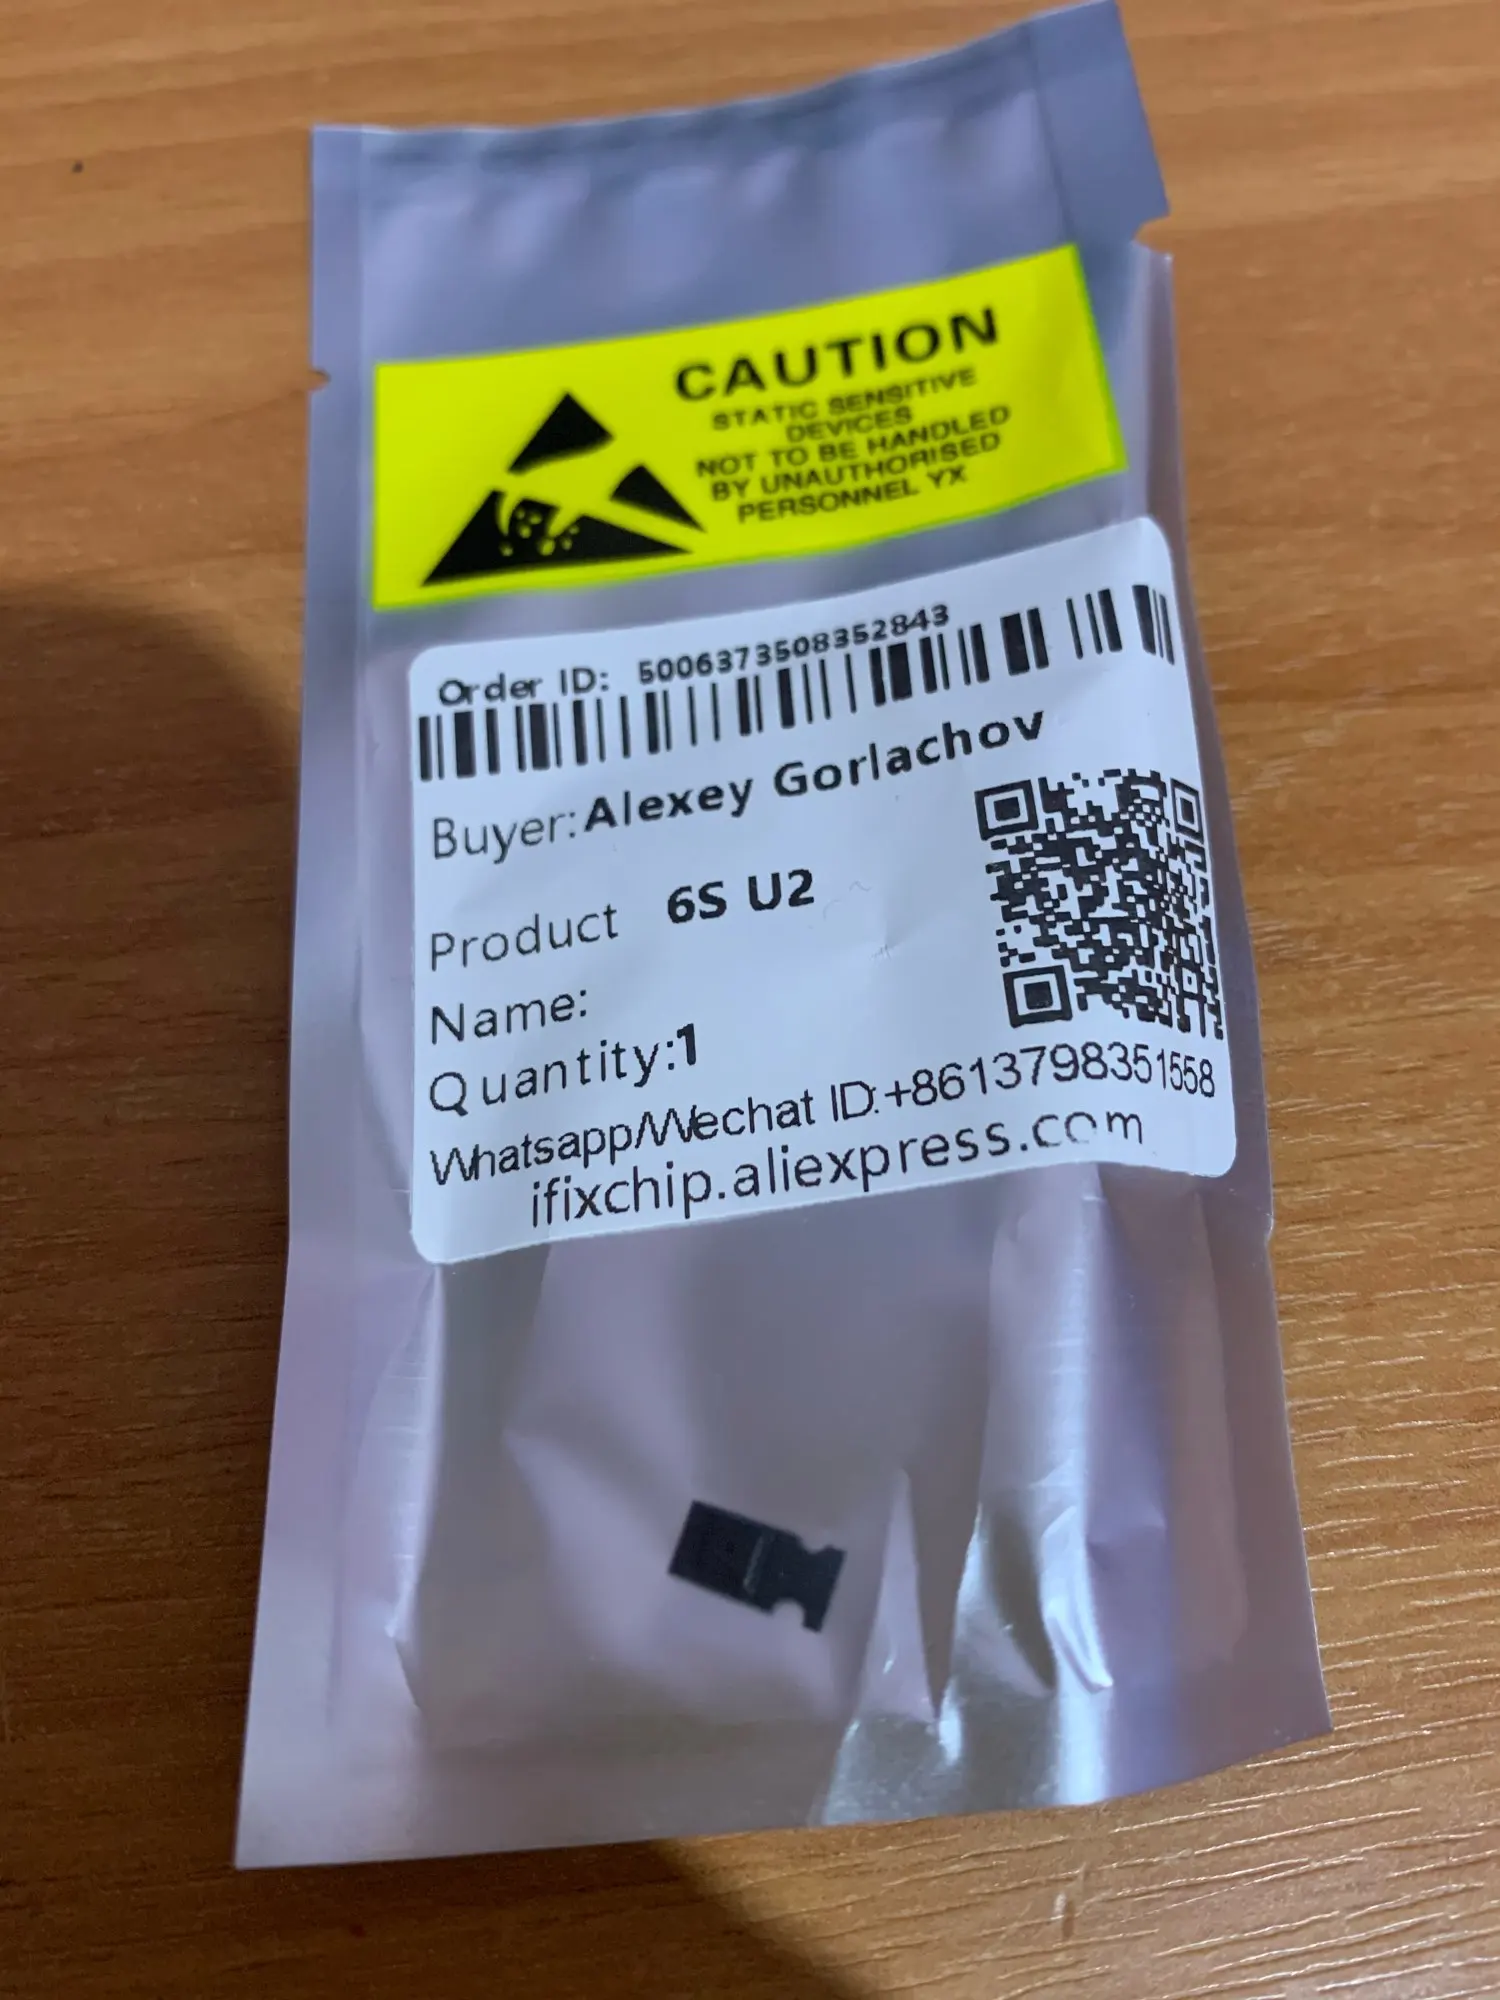 CAUTION
STATIC SENSITIVE
DEVICES
NOT TO BE HANDLED
BY UNAUTHORISED
PERSONNEL YX
Order ID: 5006373508352843
Buyer:Alexey Gorlachov
Product 6S U2
Name:
Quantity:1
Whatsapp/Wechat ID:+8613798351558
ifixchip.aliexpress.com